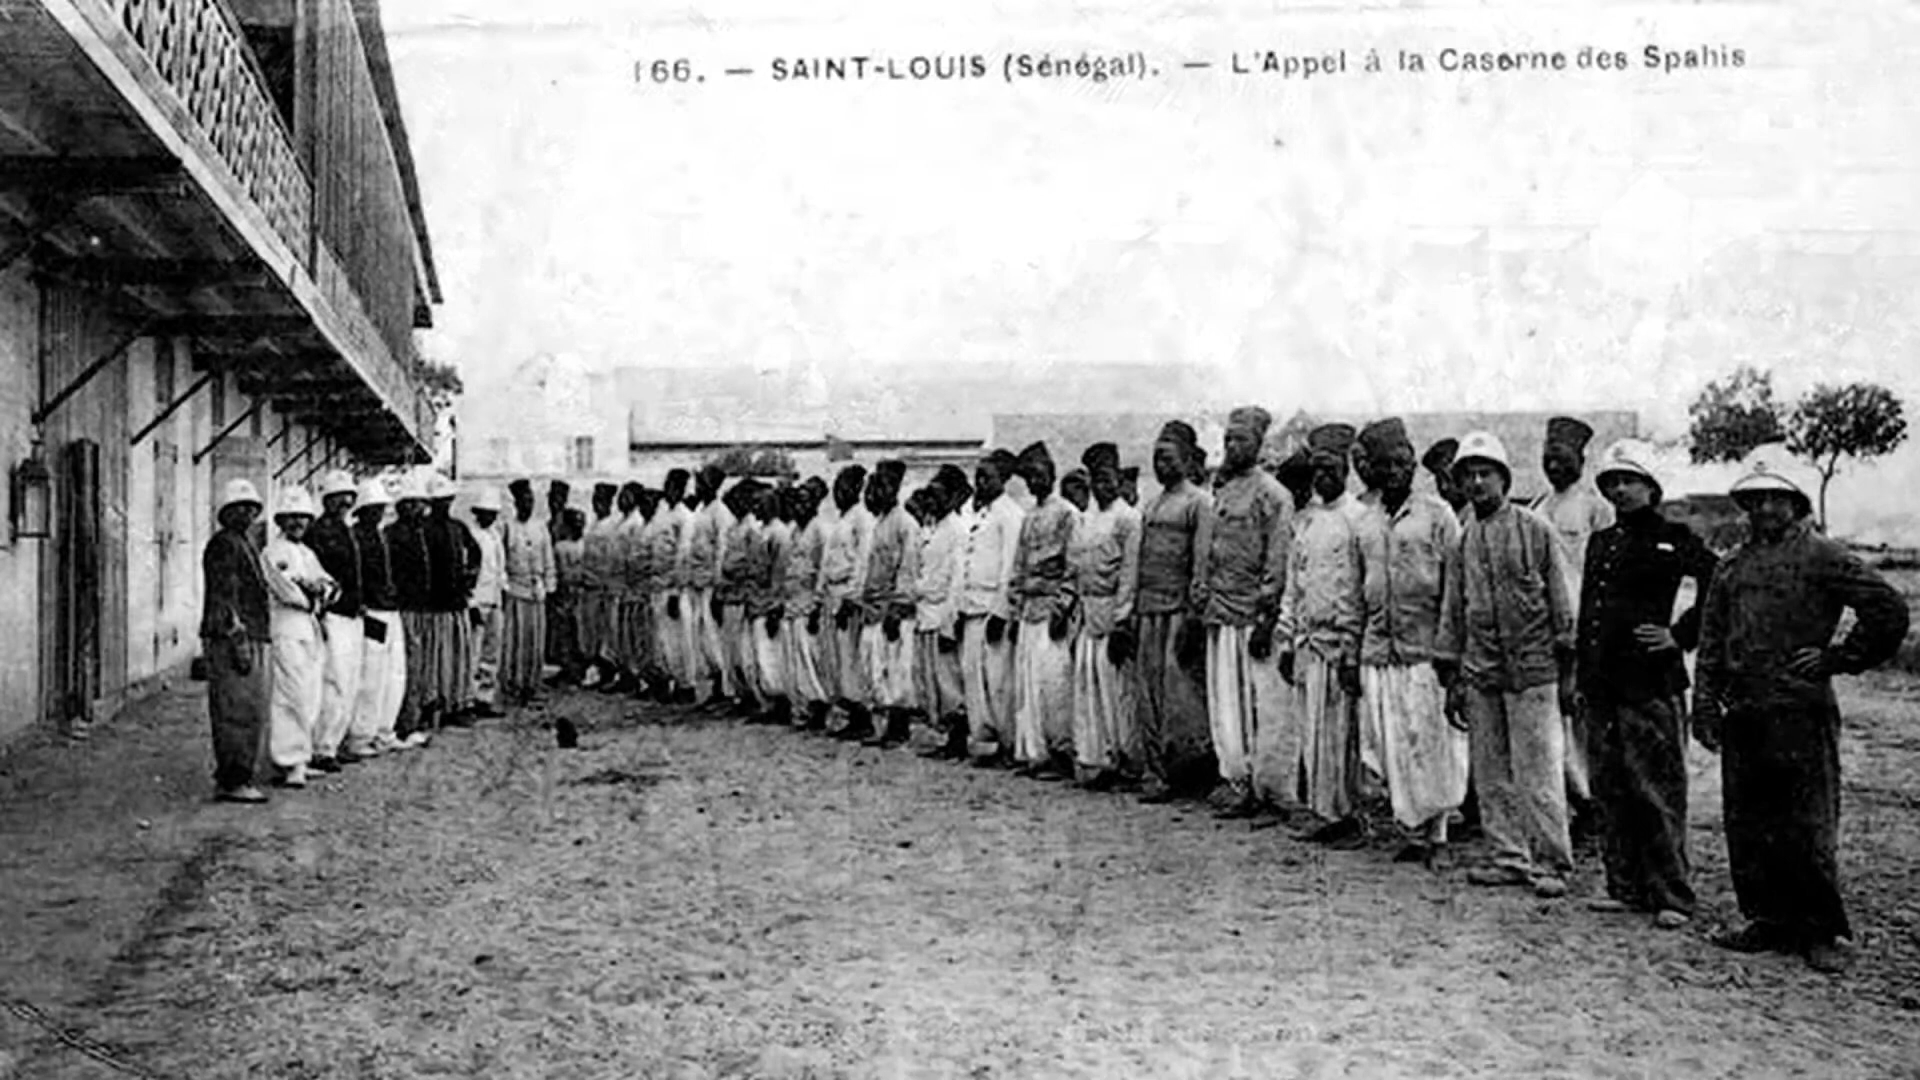 166. — SAINT-LOUIS (Sénégal). — L'Appel à la Caserne des Spahis